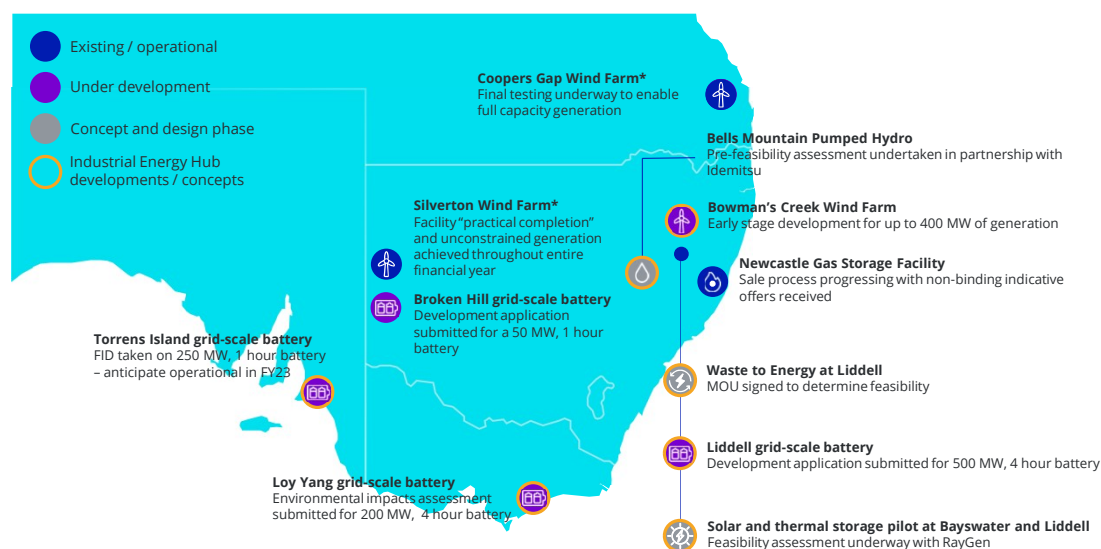 Existing / operational
Under development
Concept and design phase
Industrial Energy Hub
developments / concepts
Coopers Gap Wind Farm*
Final testing underway to enable
full capacity generation
Bells Mountain Pumped Hydro
Pre-feasibility assessment undertaken in partnership with
Idemitsu
Silverton Wind Farm*
Facility “practical completion”
and unconstrained generation
achieved throughout entire
financial year
Bowman’s Creek Wind Farm
Early stage development for up to 400 MW of generation
Newcastle Gas Storage Facility
Sale process progressing with non-binding indicative
offers received
Broken Hill grid-scale battery
Development application
submitted for a 50 MW, 1 hour
battery
Torrens Island grid-scale battery
FID taken on 250 MW, 1 hour battery
– anticipate operational in FY23
Waste to Energy at Liddell
MOU signed to determine feasibility
Liddell grid-scale battery
Development application submitted for 500 MW, 4 hour battery
Loy Yang grid-scale battery
Environmental impacts assessment
submitted for 200 MW, 4 hour battery
Solar and thermal storage pilot at Bayswater and Liddell
Feasibility assessment underway with RayGen